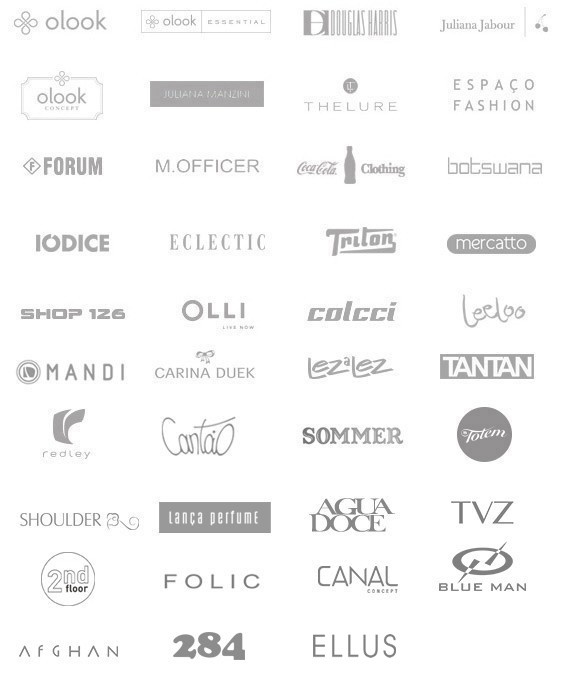 olook
olook ESSENTIAL
DOUGLAS HARRIS
Juliana Jabour
olook
CONCEPT
JULIANA MANZINI
THELURE
ESPAÇO
FASHION
FORUM
M.OFFICER
Coca-Cola Clothing
botswana
IÓDICE
ECLECTIC
Triton
mercatto
SHOP 126
OLLI
LIVE NOW
colcci
Leeloo
MANDI
CARINA DUEK
LEZ a LEZ
TANTAN
redley
Cantão
SOMMER
Totem
SHOULDER
Lança perfumE
AGUA
DOCE
TVZ
2nd
floor
FOLIC
CANAL
CONCEPT
BLUE MAN
AFGHAN
284
ELLUS